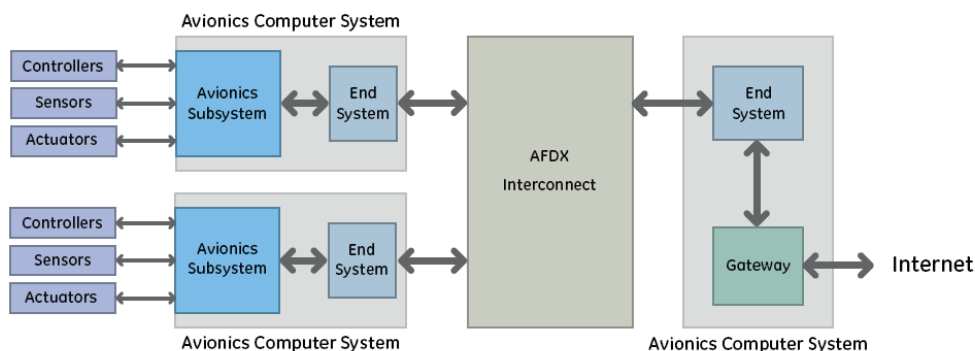 Avionics Computer System
Controllers
Sensors
Actuators
Avionics
Subsystem
End
System
Controllers
Sensors
Actuators
Avionics
Subsystem
End
System
Avionics Computer System
AFDX
Interconnect
End
System
Gateway
Internet
Avionics Computer System